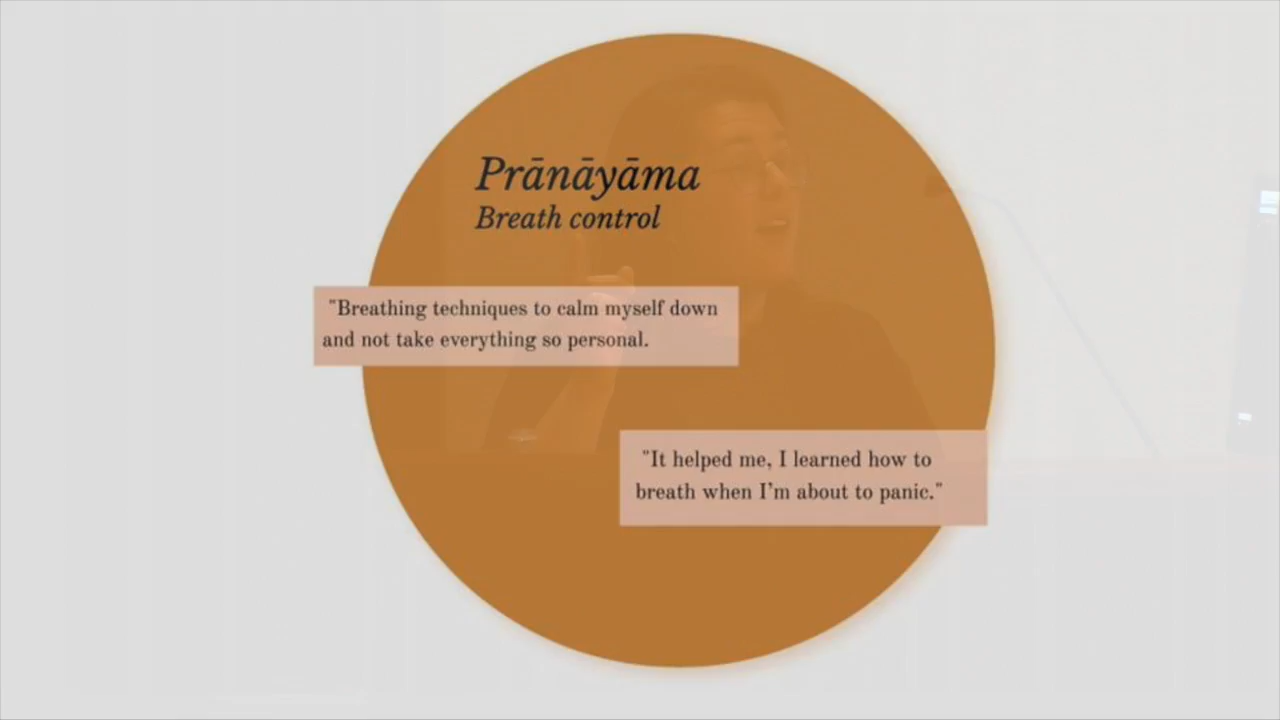 Prānāyāma
Breath control
"Breathing techniques to calm myself down
and not take everything so personal.
"It helped me, I learned how to
breath when I'm about to panic."